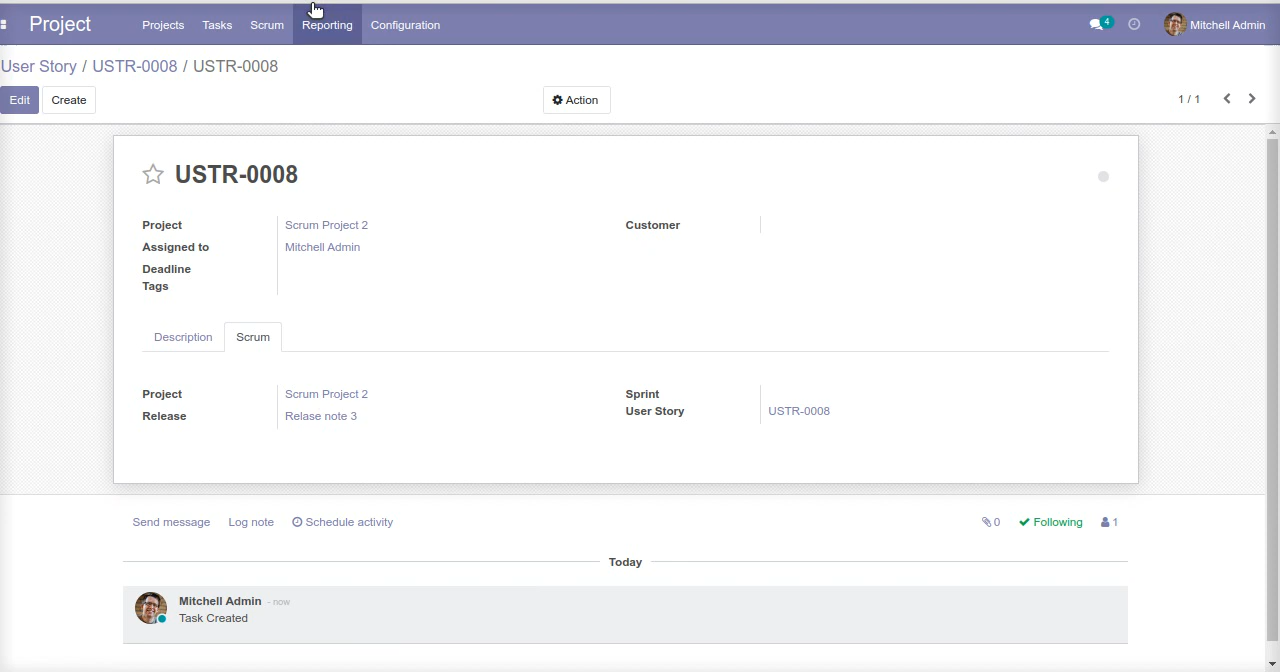 Project Projects Tasks Scrum Reporting Configuration 4 Mitchell Admin
User Story / USTR-0008 / USTR-0008
Edit Create Action 1 / 1
USTR-0008
Project Scrum Project 2 Customer
Assigned to Mitchell Admin
Deadline
Tags
Description Scrum
Project Scrum Project 2 Sprint
Release Relase note 3 User Story USTR-0008
Send message Log note Schedule activity 0 Following 1
Today
Mitchell Admin - now
Task Created